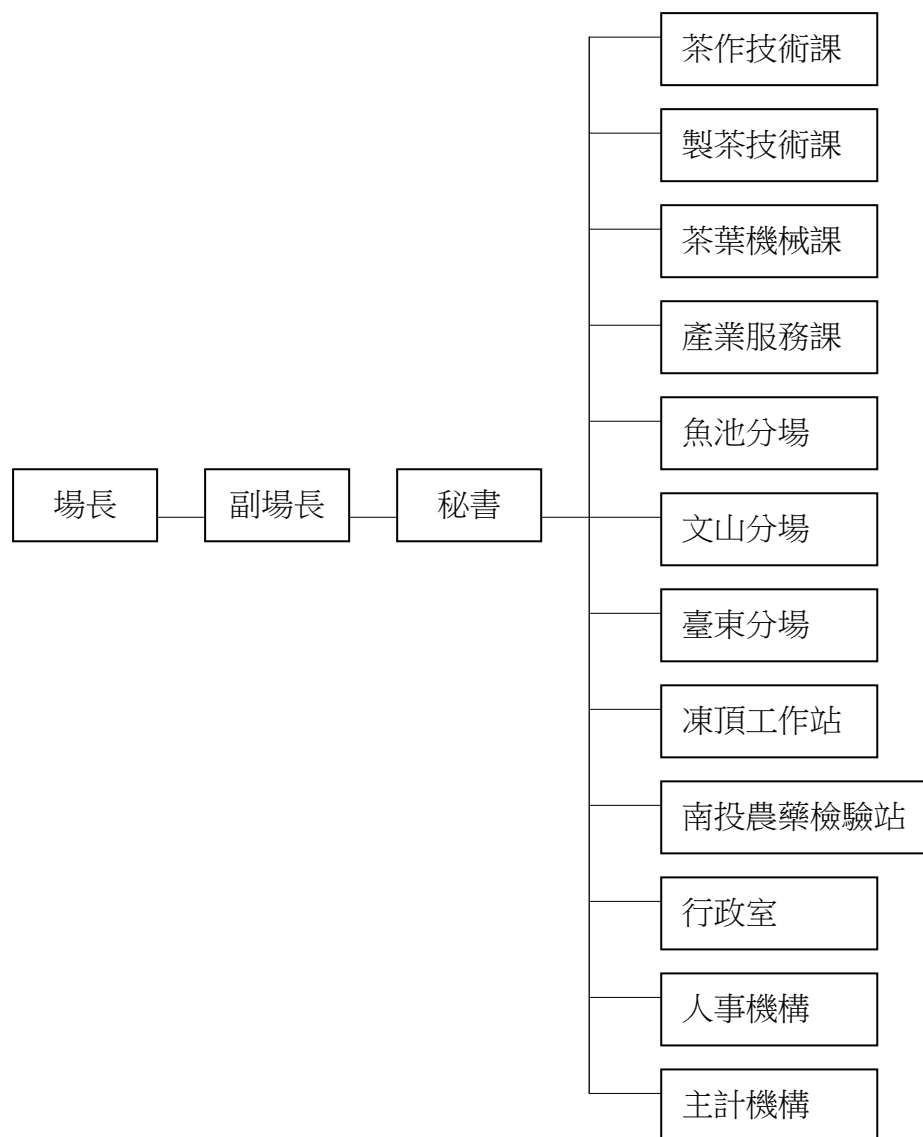 場長
副場長
秘書
茶作技術課
製茶技術課
茶葉機械課
產業服務課
魚池分場
文山分場
臺東分場
凍頂工作站
南投農藥檢驗站
行政室
人事機構
主計機構